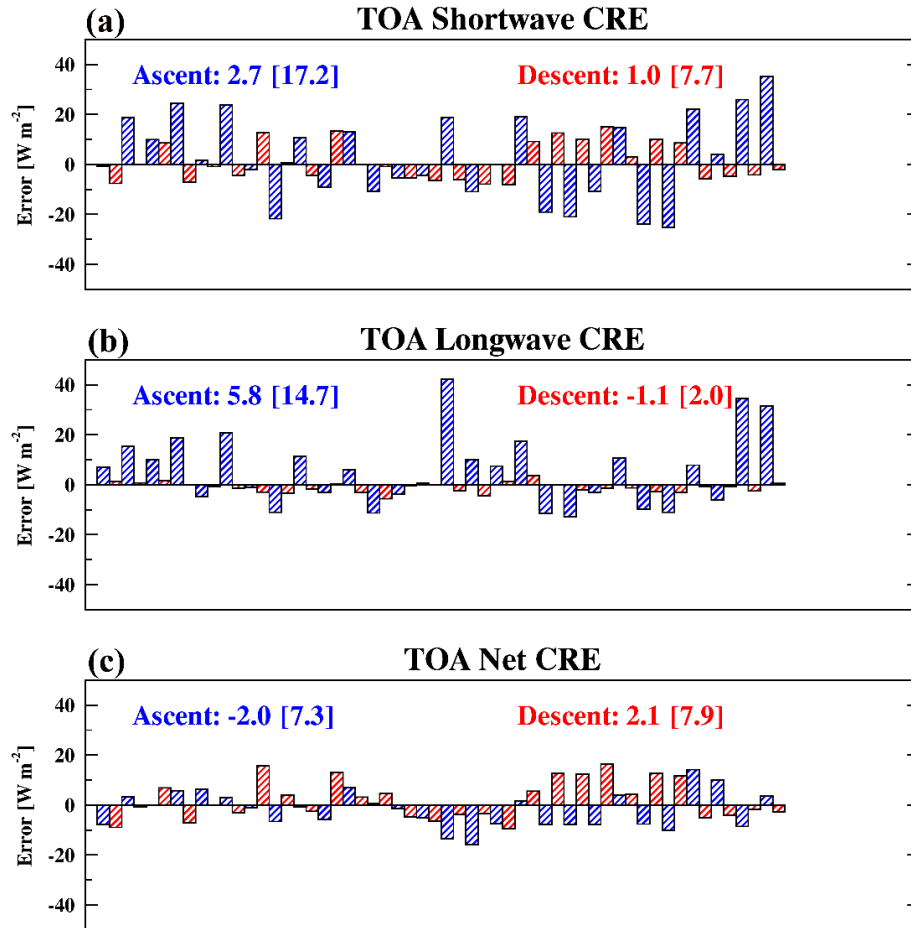 (a) TOA Shortwave CRE
Ascent: 2.7 [17.2] Descent: 1.0 [7.7]
40
20
0
-20
-40
Error [W m⁻²]
(b) TOA Longwave CRE
Ascent: 5.8 [14.7] Descent: -1.1 [2.0]
40
20
0
-20
-40
Error [W m⁻²]
(c) TOA Net CRE
Ascent: -2.0 [7.3] Descent: 2.1 [7.9]
40
20
0
-20
-40
Error [W m⁻²]